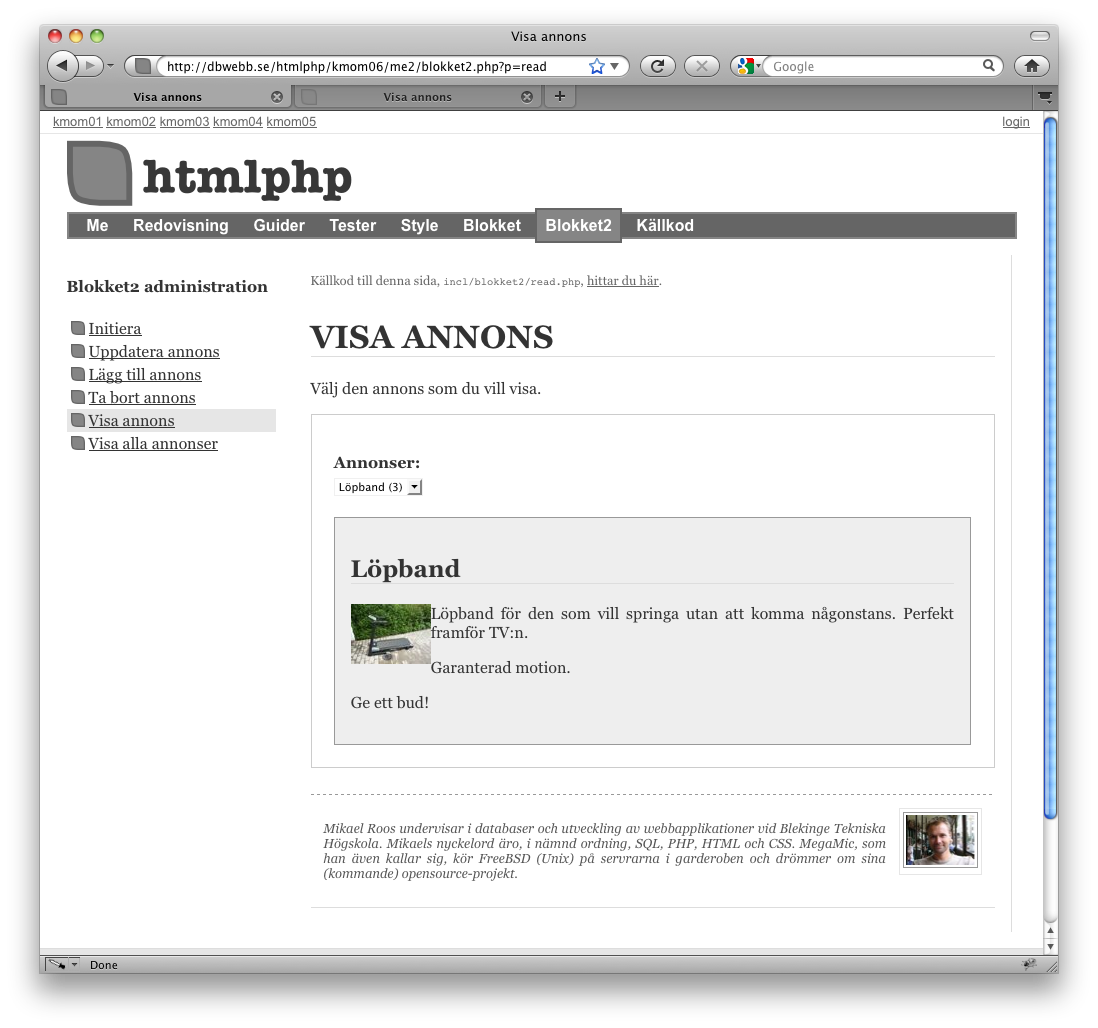 Visa annons
http://dbwebb.se/htmlphp/kmom06/me2/blokket2.php?p=read
Google
Visa annons
Visa annons
kmom01 kmom02 kmom03 kmom04 kmom05
login
htmlphp
Me Redovisning Guider Tester Style Blokket Blokket2 Källkod
Blokket2 administration
Initiera
Uppdatera annons
Lägg till annons
Ta bort annons
Visa annons
Visa alla annonser
Källkod till denna sida, incl/blokket2/read.php, hittar du här.
VISA ANNONS
Välj den annons som du vill visa.
Annonser:
Löpband (3)
Löpband
Löpband för den som vill springa utan att komma någonstans. Perfekt
framför TV:n.
Garanterad motion.
Ge ett bud!
Mikael Roos undervisar i databaser och utveckling av webbapplikationer vid Blekinge Tekniska
Högskola. Mikaels nyckelord äro, i nämnd ordning, SQL, PHP, HTML och CSS. MegaMic, som
han även kallar sig, kör FreeBSD (Unix) på servrarna i garderoben och drömmer om sina
(kommande) opensource-projekt.
Done